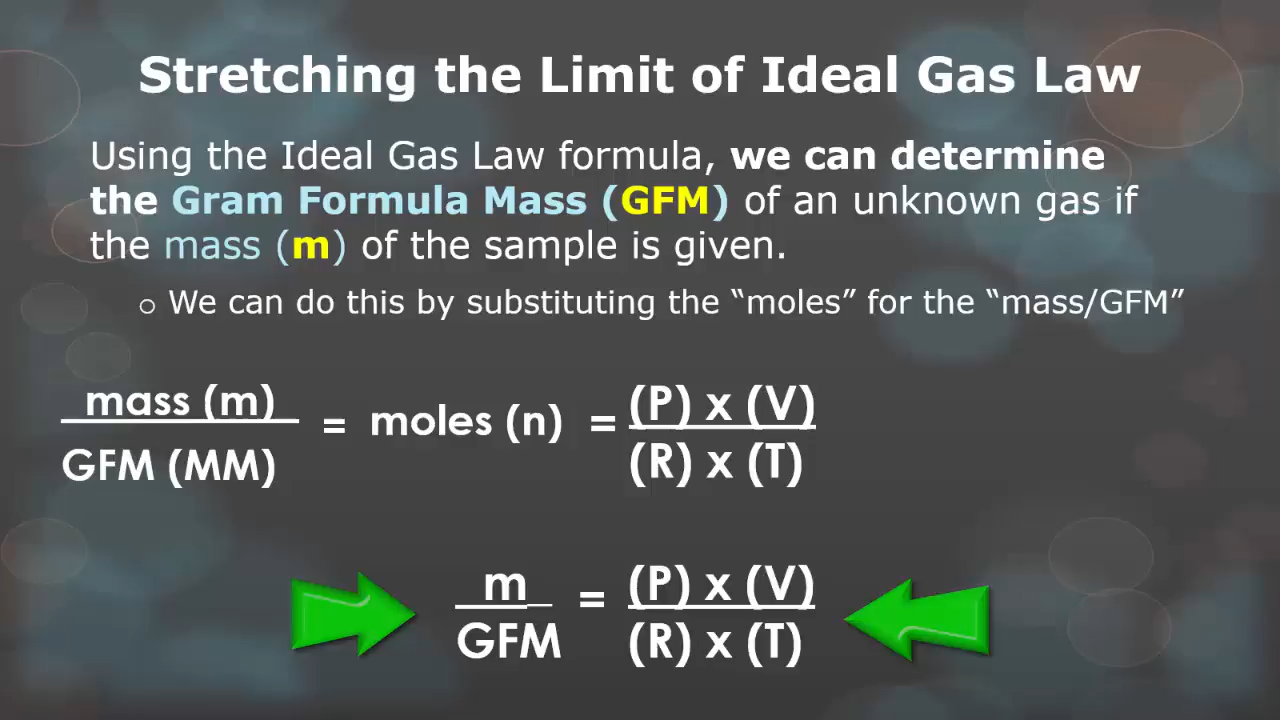 Stretching the Limit of Ideal Gas Law
Using the Ideal Gas Law formula, we can determine
the Gram Formula Mass (GFM) of an unknown gas if
the mass (m) of the sample is given.
o We can do this by substituting the “moles” for the “mass/GFM”
mass (m) = moles (n) = (P) x (V)
GFM (MM) (R) x (T)
m_ = (P) x (V)
GFM (R) x (T)